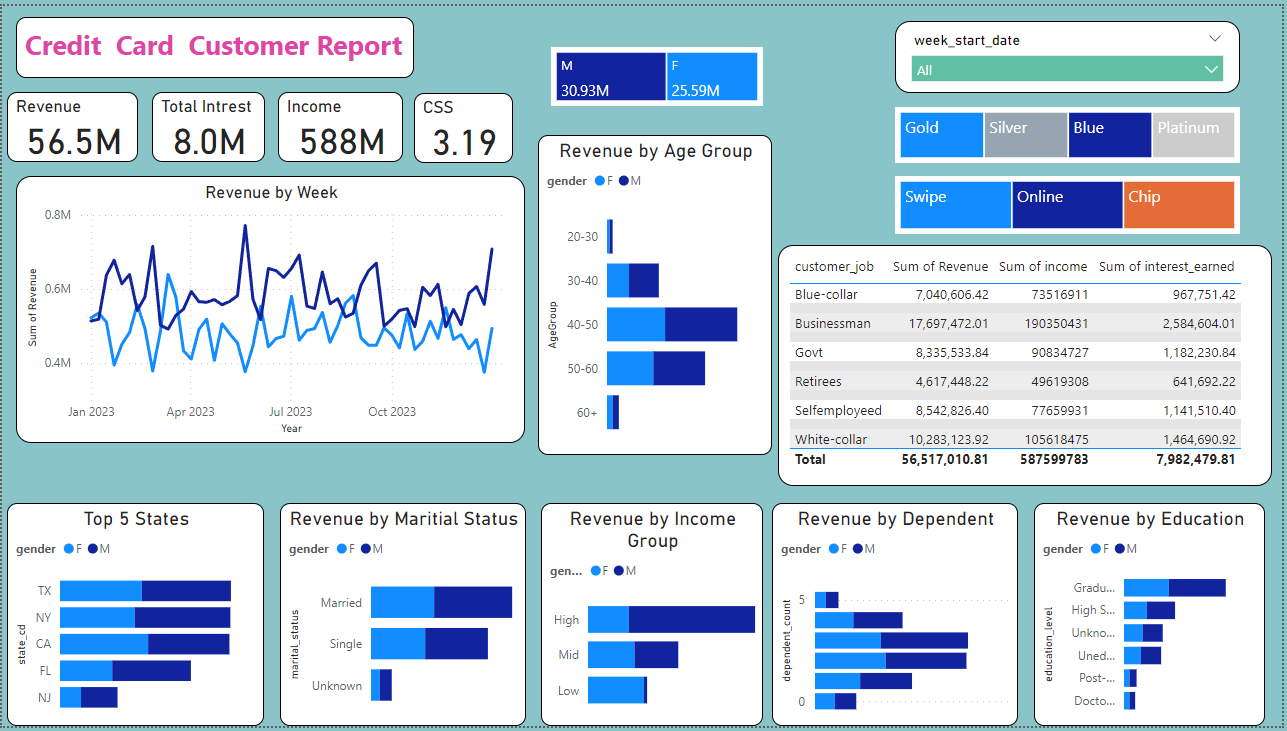 Credit Card Customer Report
Revenue
56.5M
Total Intrest
8.0M
Income
588M
CSS
3.19
M
30.93M
F
25.59M
week_start_date
All
Gold
Silver
Blue
Platinum
Swipe
Online
Chip
Revenue by Week
0.8M
0.6M
0.4M
Sum of Revenue
Jan 2023
Apr 2023
Jul 2023
Oct 2023
Year
Revenue by Age Group
gender F M
20-30
30-40
40-50
50-60
60+
AgeGroup
customer_job Sum of Revenue Sum of income Sum of interest_earned
Blue-collar 7,040,606.42 73516911 967,751.42
Businessman 17,697,472.01 190350431 2,584,604.01
Govt 8,335,533.84 90834727 1,182,230.84
Retirees 4,617,448.22 49619308 641,692.22
Selfemployeed 8,542,826.40 77659931 1,141,510.40
White-collar 10,283,123.92 105618475 1,464,690.92
Total 56,517,010.81 587599783 7,982,479.81
Top 5 States
gender F M
TX
NY
CA
FL
NJ
state_cd
Revenue by Maritial Status
gender F M
Married
Single
Unknown
marital_status
Revenue by Income
Group
gen... F M
High
Mid
Low
Revenue by Dependent
gender F M
5
0
dependent_count
Revenue by Education
gender F M
Gradu...
High S...
Unkno...
Uned...
Post-...
Docto...
education_level